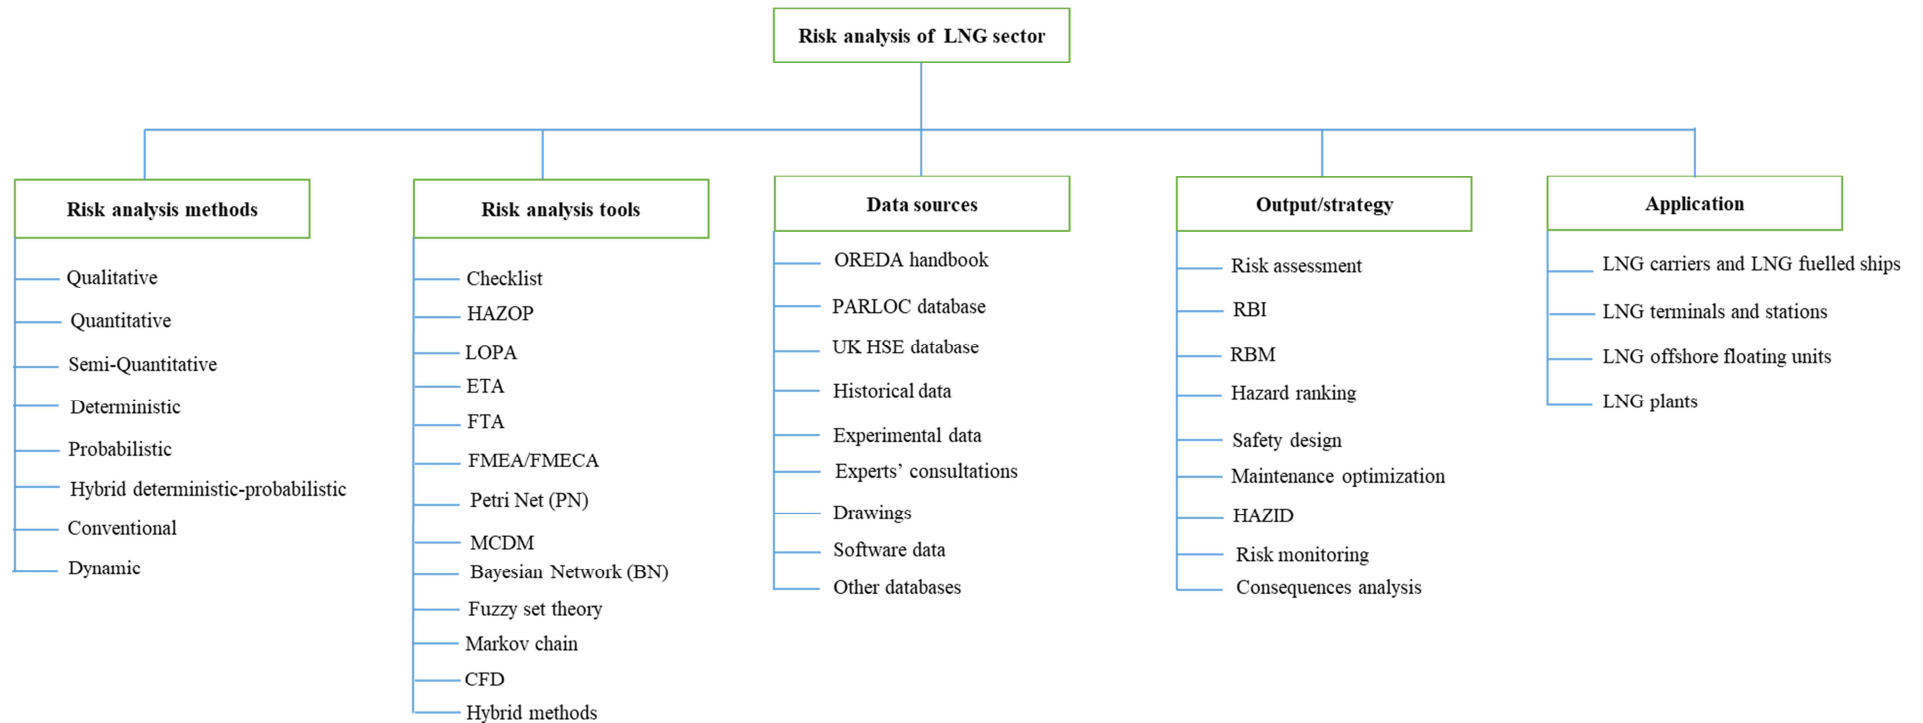 Risk analysis of LNG sector
Risk analysis methods
Qualitative
Quantitative
Semi-Quantitative
Deterministic
Probabilistic
Hybrid deterministic-probabilistic
Conventional
Dynamic
Risk analysis tools
Checklist
HAZOP
LOPA
ETA
FTA
FMEA/FMECA
Petri Net (PN)
MCDM
Bayesian Network (BN)
Fuzzy set theory
Markov chain
CFD
Hybrid methods
Data sources
OREDA handbook
PARLOC database
UK HSE database
Historical data
Experimental data
Experts’ consultations
Drawings
Software data
Other databases
Output/strategy
Risk assessment
RBI
RBM
Hazard ranking
Safety design
Maintenance optimization
HAZID
Risk monitoring
Consequences analysis
Application
LNG carriers and LNG fuelled ships
LNG terminals and stations
LNG offshore floating units
LNG plants